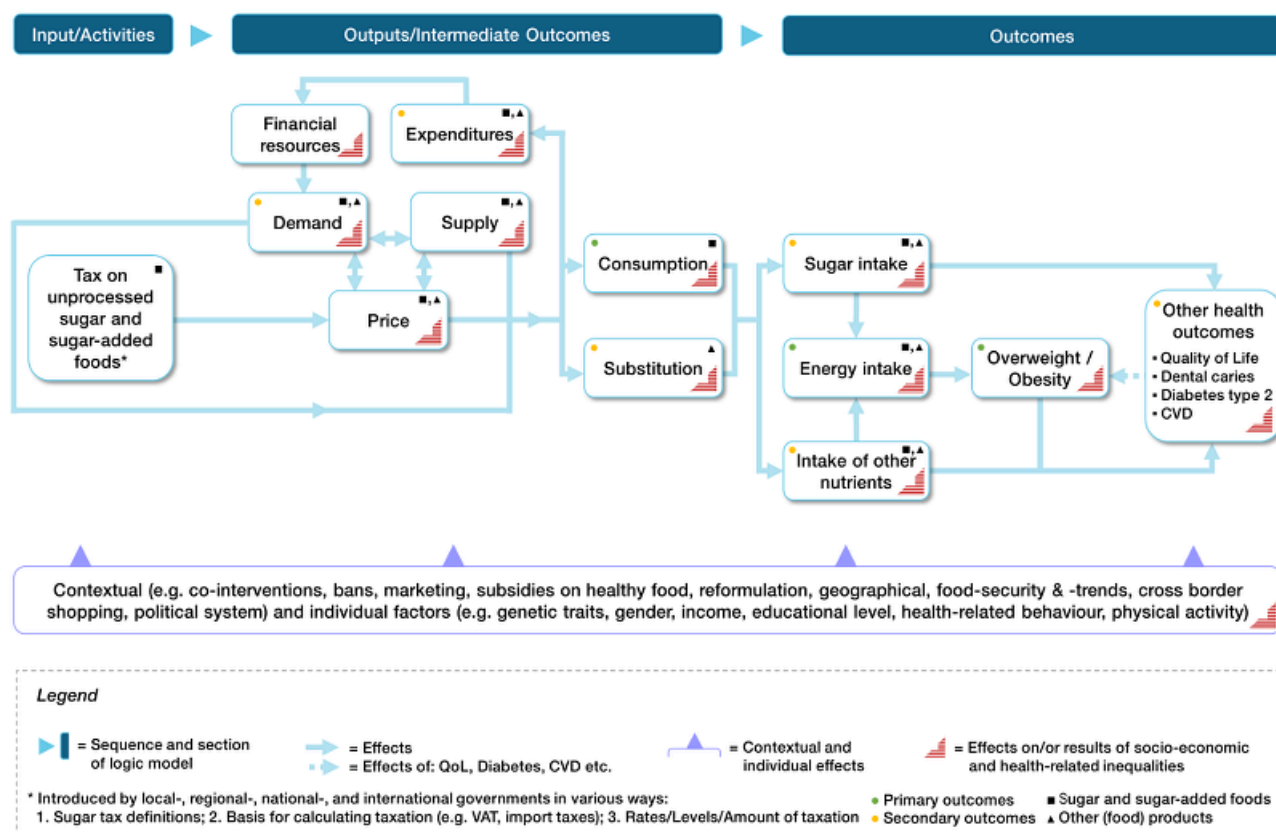 Input/Activities
Outputs/Intermediate Outcomes
Outcomes
Financial
resources
■,▲
Expenditures
■,▲
Demand
■,▲
Supply
■
Tax on
unprocessed
sugar and
sugar-added
foods*
■,▲
Price
■
Consumption
▲
Substitution
■,▲
Sugar intake
■,▲
Energy intake
■,▲
Intake of other
nutrients
Overweight /
Obesity
Other health
outcomes
▪ Quality of Life
▪ Dental caries
▪ Diabetes type 2
▪ CVD
Contextual (e.g. co-interventions, bans, marketing, subsidies on healthy food, reformulation, geographical, food-security & -trends, cross border
shopping, political system) and individual factors (e.g. genetic traits, gender, income, educational level, health-related behaviour, physical activity)
Legend
= Sequence and section
of logic model
= Effects
= Effects of: QoL, Diabetes, CVD etc.
= Contextual and
individual effects
= Effects on/or results of socio-economic
and health-related inequalities
* Introduced by local-, regional-, national-, and international governments in various ways:
1. Sugar tax definitions; 2. Basis for calculating taxation (e.g. VAT, import taxes); 3. Rates/Levels/Amount of taxation
● Primary outcomes
● Secondary outcomes
■ Sugar and sugar-added foods
▲ Other (food) products